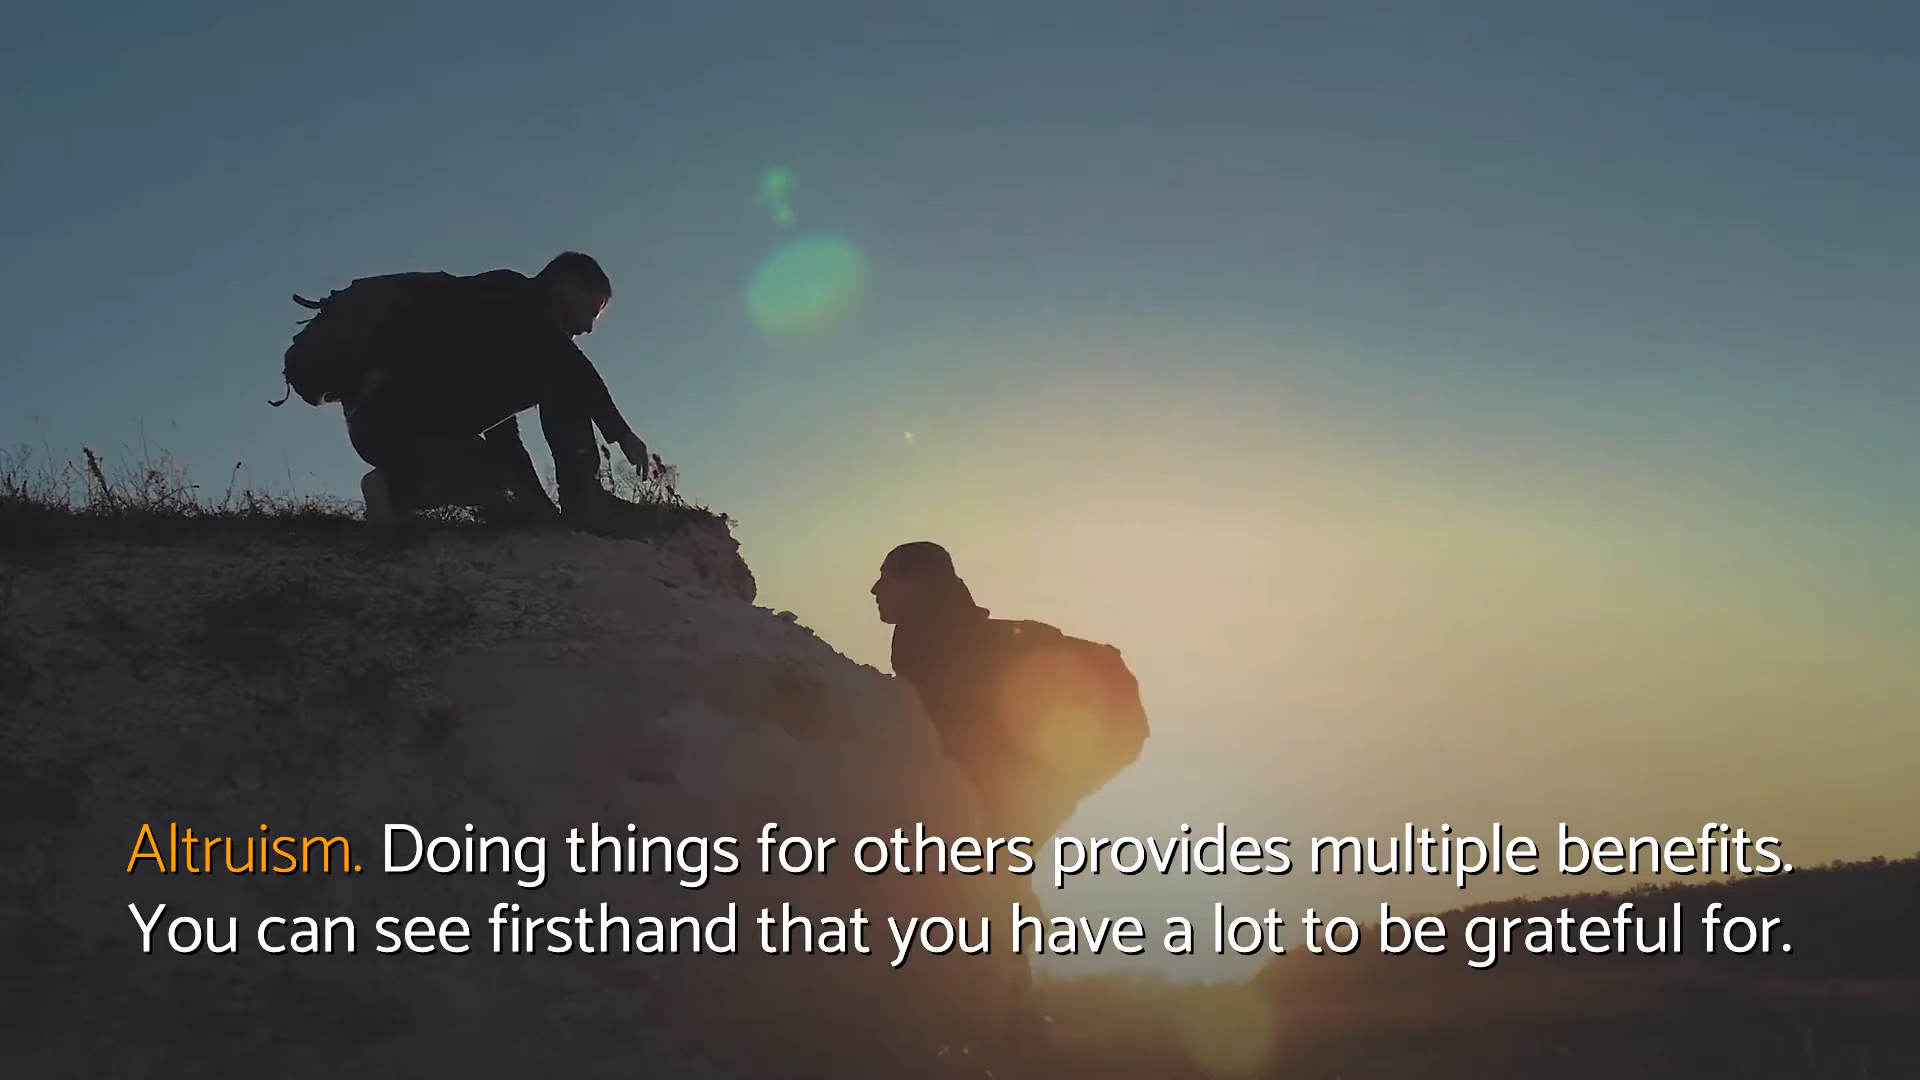 Altruism. Doing things for others provides multiple benefits.
You can see firsthand that you have a lot to be grateful for.